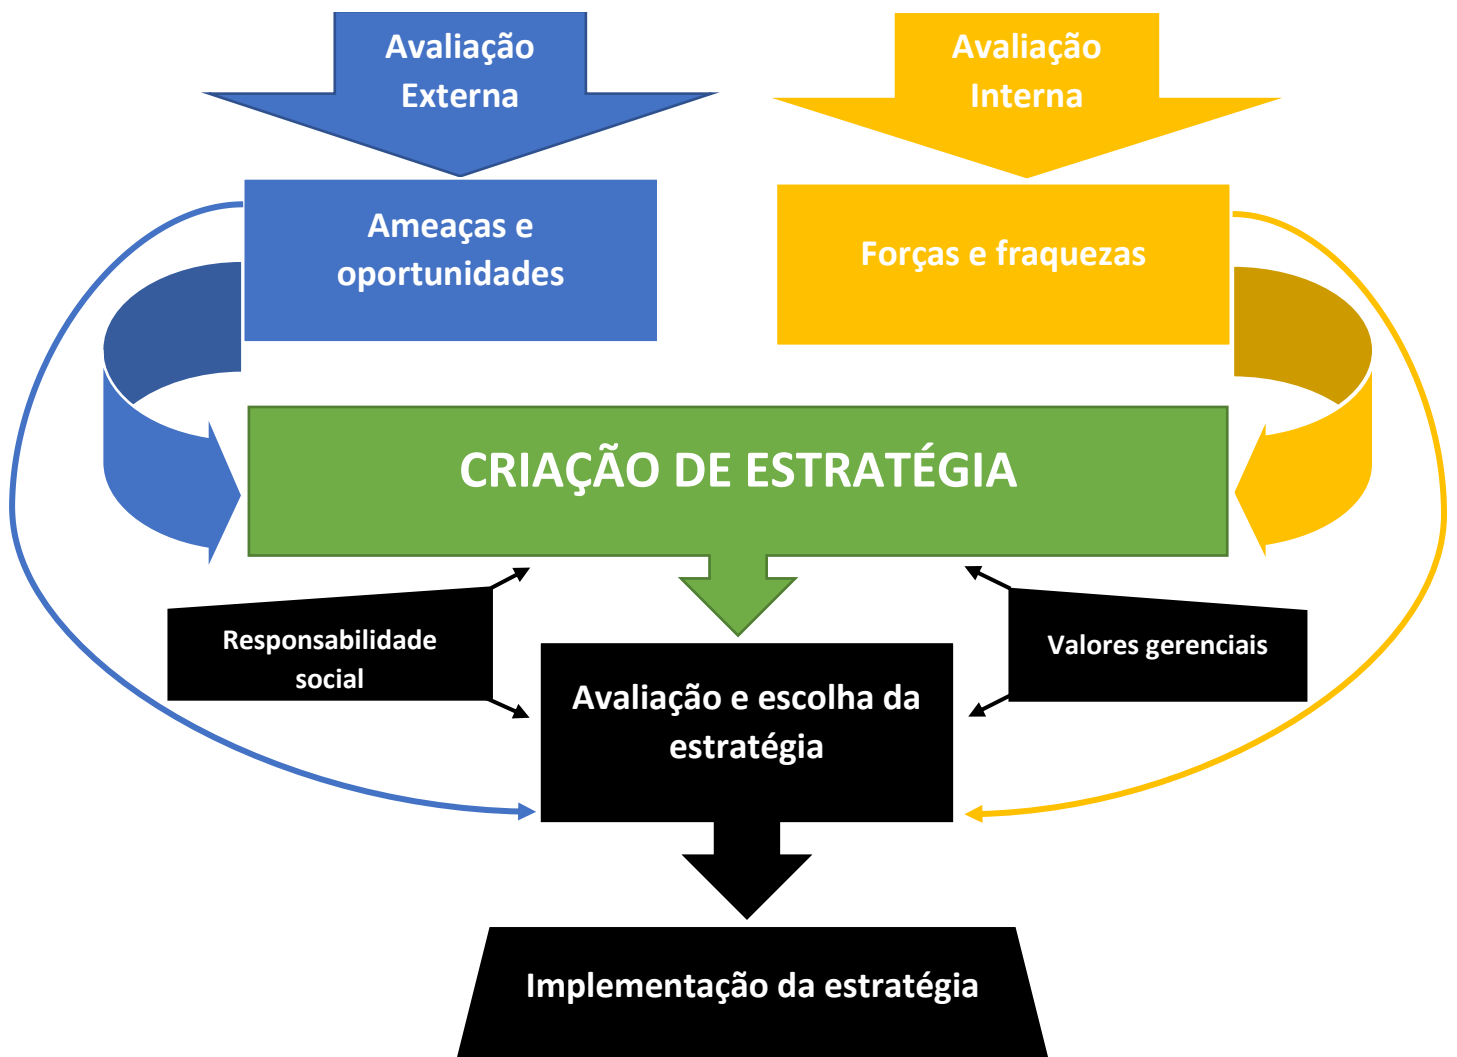 Avaliação
Externa
Avaliação
Interna
Ameaças e
oportunidades
Forças e fraquezas
CRIAÇÃO DE ESTRATÉGIA
Responsabilidade
social
Valores gerenciais
Avaliação e escolha da
estratégia
Implementação da estratégia